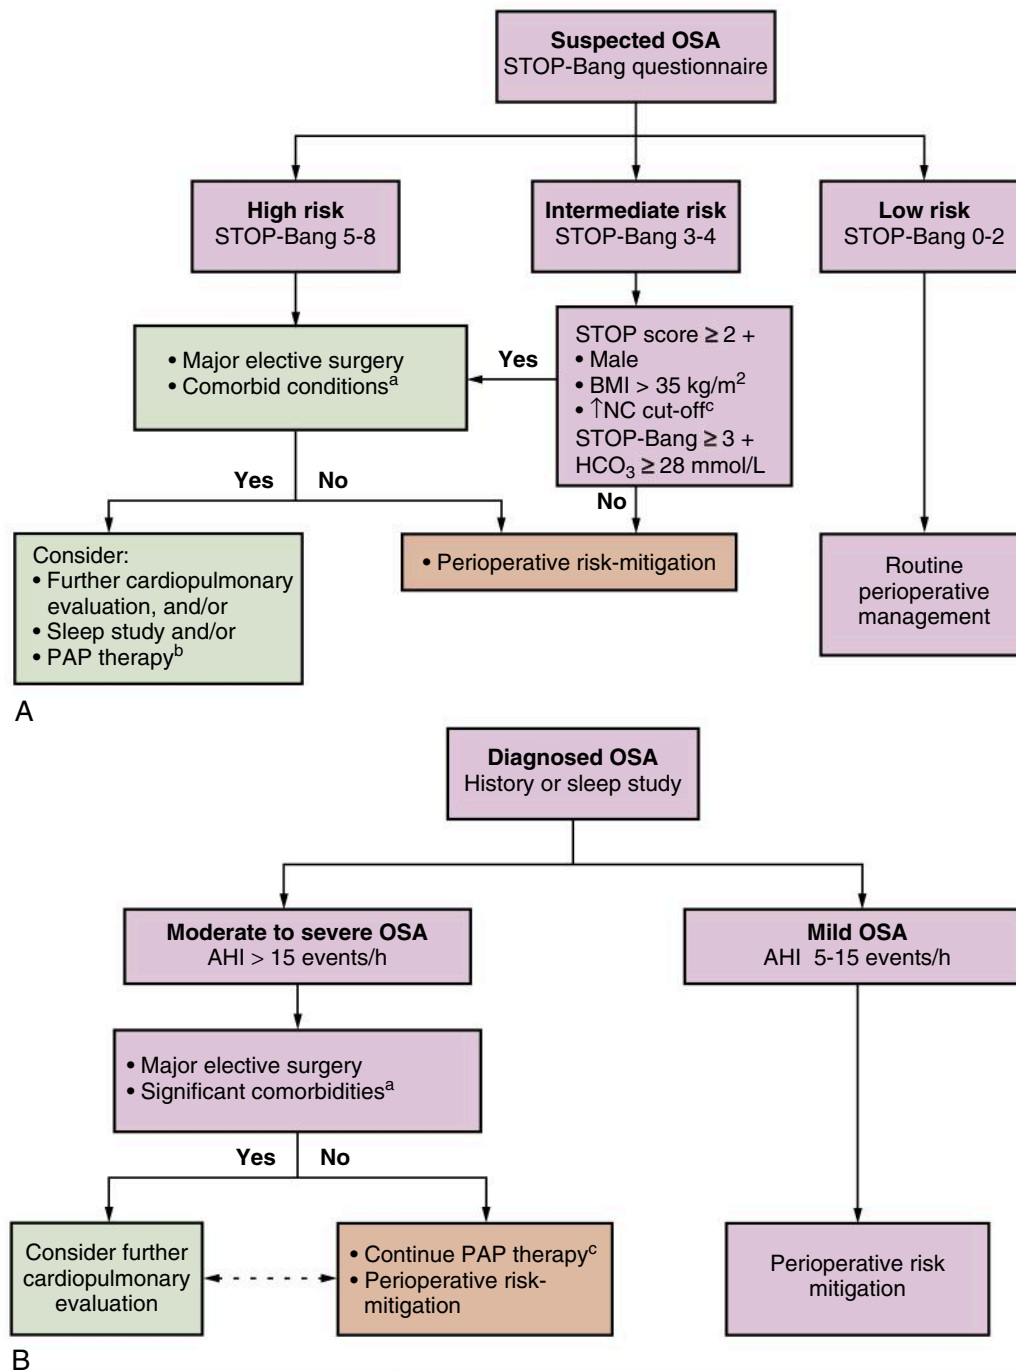 Suspected OSA
STOP-Bang questionnaire
High risk
STOP-Bang 5-8
Intermediate risk
STOP-Bang 3-4
Low risk
STOP-Bang 0-2
• Major elective surgery
• Comorbid conditionsᵃ
Yes
STOP score ≥ 2 +
• Male
• BMI > 35 kg/m²
• ↑NC cut-offᶜ
STOP-Bang ≥ 3 +
HCO₃ ≥ 28 mmol/L
Yes
No
No
Consider:
• Further cardiopulmonary
evaluation, and/or
• Sleep study and/or
• PAP therapyᵇ
• Perioperative risk-mitigation
Routine
perioperative
management
A
Diagnosed OSA
History or sleep study
Moderate to severe OSA
AHI > 15 events/h
Mild OSA
AHI 5-15 events/h
• Major elective surgery
• Significant comorbiditiesᵃ
Yes
No
Consider further
cardiopulmonary
evaluation
• Continue PAP therapyᶜ
• Perioperative risk-
mitigation
Perioperative risk
mitigation
B